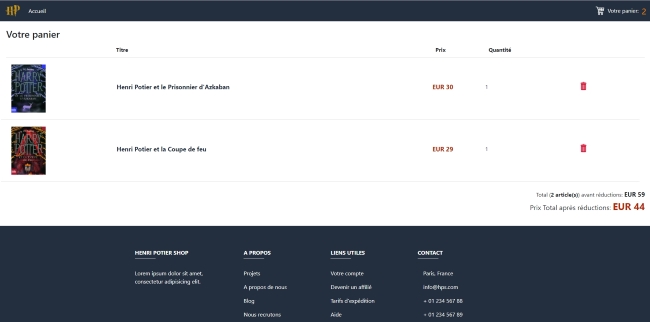 HP Accueil Votre panier: 2
Votre panier
Titre Prix Quantité
HARRY POTTER
Henri Potier et le Prisonnier d'Azkaban EUR 30 1
HARRY POTTER
Henri Potier et la Coupe de feu EUR 29 1
Total (2 article(s)) avant réductions: EUR 59
Prix Total après réductions: EUR 44
HENRI POTIER SHOP A PROPOS LIENS UTILES CONTACT
Lorem ipsum dolor sit amet, Projets Votre compte Paris, France
consectetur adipisicing elit.
A propos de nous Devenir un affilié info@hps.com
Blog Tarifs d'expédition + 01 234 567 88
Nous recrutons Aide + 01 234 567 89